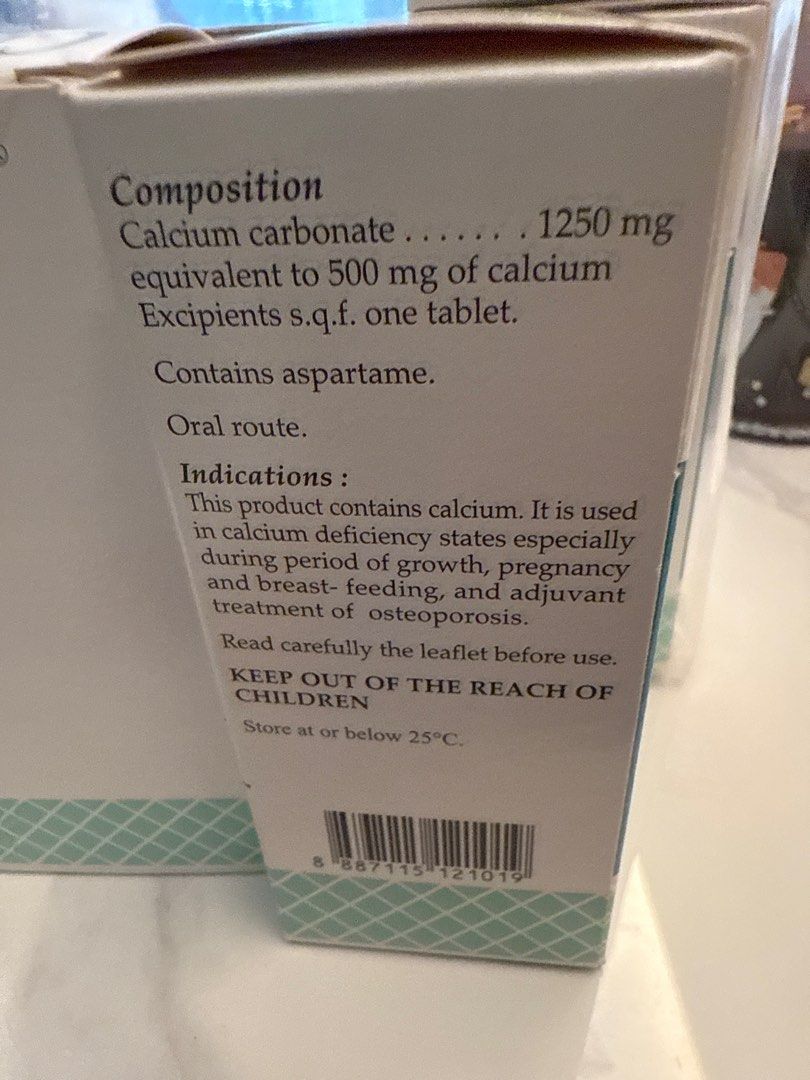 Composition
Calcium carbonate . . . . . . . 1250 mg
equivalent to 500 mg of calcium
Excipients s.q.f. one tablet.
Contains aspartame.
Oral route.
Indications :
This product contains calcium. It is used
in calcium deficiency states especially
during period of growth, pregnancy
and breast- feeding, and adjuvant
treatment of osteoporosis.
Read carefully the leaflet before use.
KEEP OUT OF THE REACH OF
CHILDREN
Store at or below 25°C.
8 887115 121019